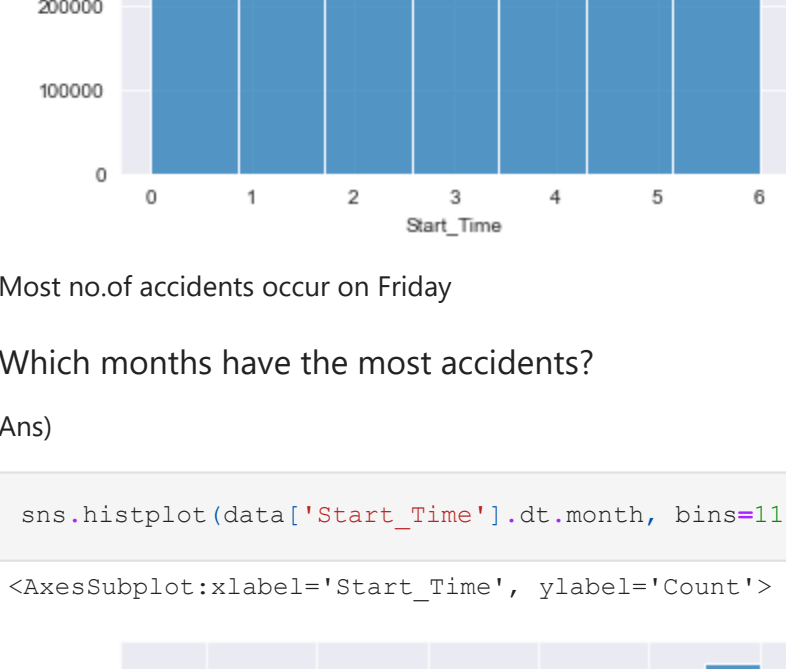 200000
100000
0
0 1 2 3 4 5 6
Start_Time
Most no.of accidents occur on Friday
Which months have the most accidents?
Ans)
sns.histplot(data['Start_Time'].dt.month, bins=11
<AxesSubplot:xlabel='Start_Time', ylabel='Count'>